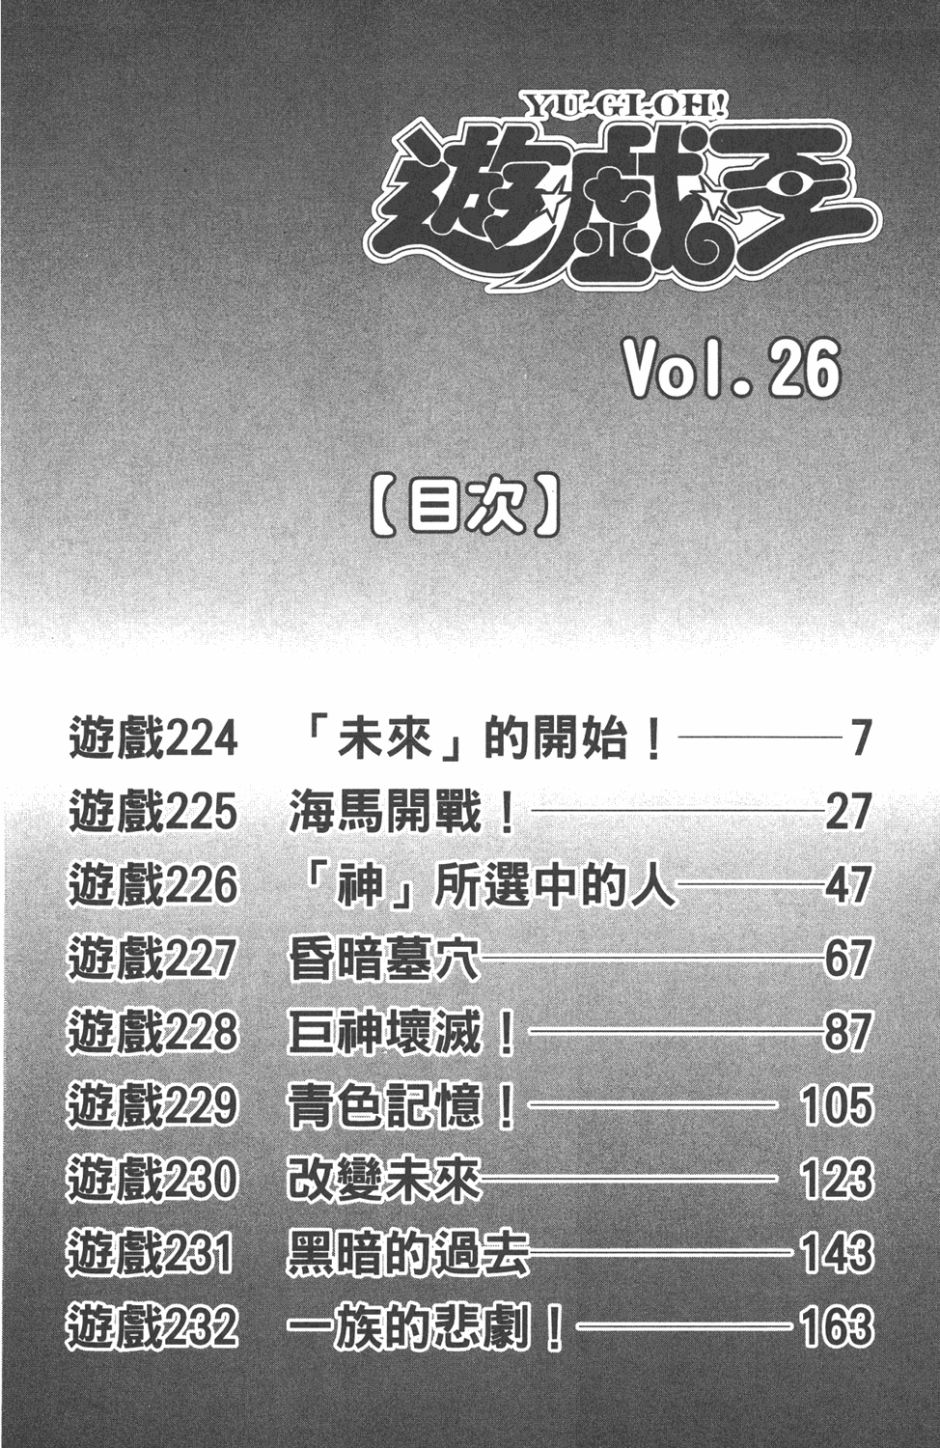 YU-GI-OH!
遊戲王
Vol.26
【目次】
遊戲224 「未來」的開始！ 7
遊戲225 海馬開戰！ 27
遊戲226 「神」所選中的人 47
遊戲227 昏暗墓穴 67
遊戲228 巨神壞滅！ 87
遊戲229 青色記憶！ 105
遊戲230 改變未來 123
遊戲231 黑暗的過去 143
遊戲232 一族的悲劇！ 163